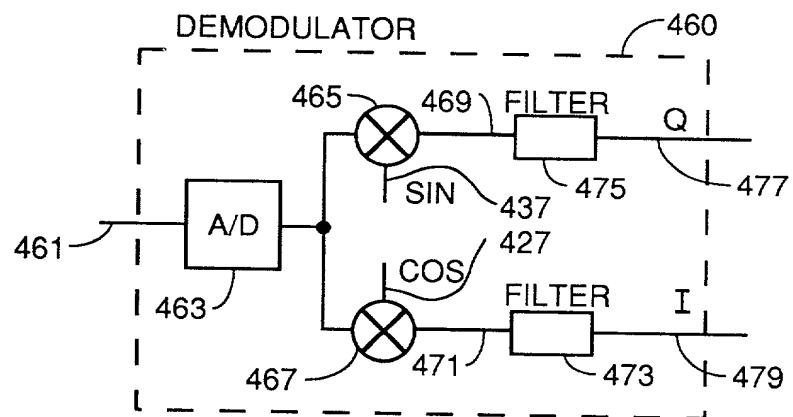 DEMODULATOR
460
465
469
FILTER
Q
SIN
437
475
477
A/D
461
463
427
COS
FILTER
I
467
471
473
479